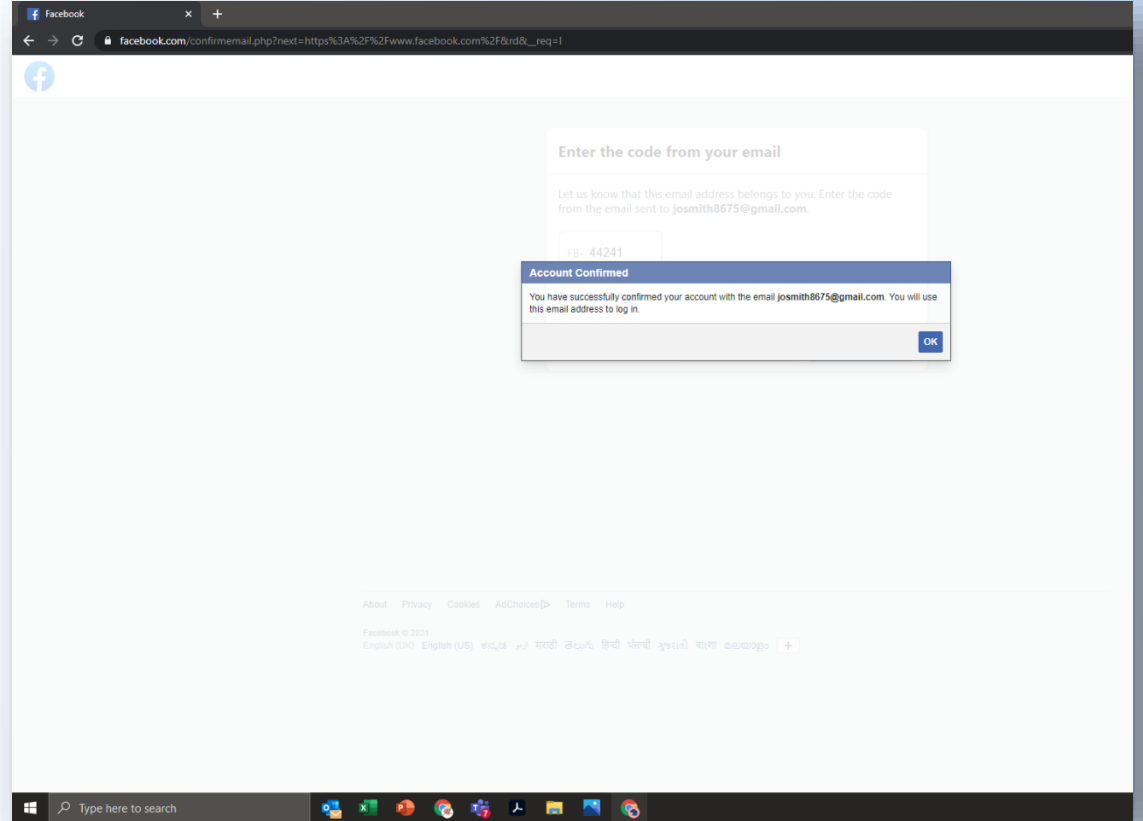 Facebook
facebook.com/confirmemail.php?next=https%3A%2F%2Fwww.facebook.com%2F&rd&__req=l
Enter the code from your email
Let us know that this email address belongs to you. Enter the code
from the email sent to josmith8675@gmail.com.
FB- 44241
Account Confirmed
You have successfully confirmed your account with the email josmith8675@gmail.com. You will use
this email address to log in.
OK
About Privacy Cookies AdChoices Terms Help
Facebook © 2021
English (UK) English (US) ಕನ್ನಡ اردو मराठी తెలుగు हिन्दी ਪੰਜਾਬੀ ગુજરાતી বাংলা മലയാളം +
Type here to search
7